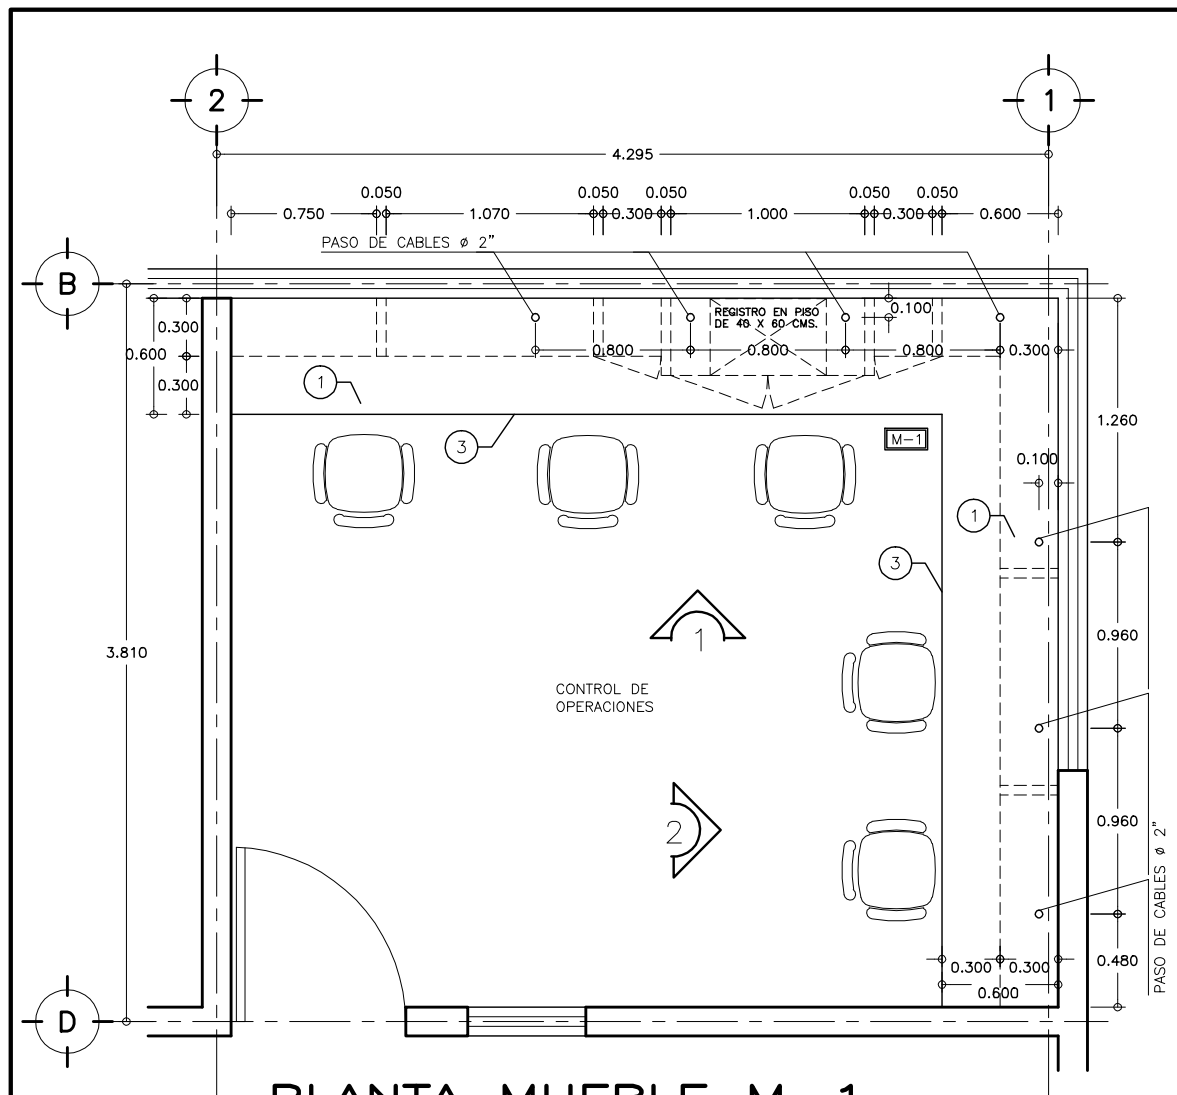 2
1
4.295
0.050 0.050 0.050 0.050 0.050
0.750 1.070 0.300 1.000 0.300 0.600
PASO DE CABLES ø 2"
B
REGISTRO EN PISO
DE 40 X 60 CMS.
0.100
0.300
0.600
0.300
0.800 0.800 0.800 0.300
1
3
M-1
1.260
0.100
1
3
0.960
1
3.810
CONTROL DE
OPERACIONES
2
0.960
PASO DE CABLES ø 2"
0.300 0.300
0.600
0.480
D
PLANTA MUEBLE M-1